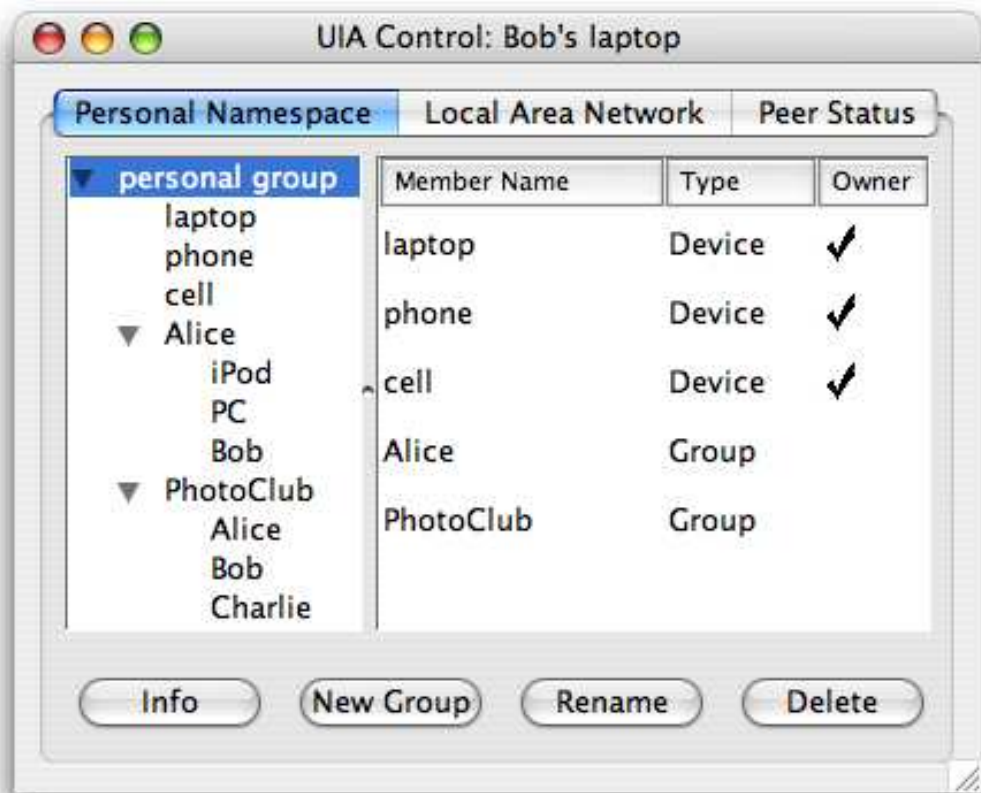 UIA Control: Bob's laptop
Personal Namespace Local Area Network Peer Status
personal group
laptop
phone
cell
Alice
iPod
PC
Bob
PhotoClub
Alice
Bob
Charlie
Member Name Type Owner
laptop Device
phone Device
cell Device
Alice Group
PhotoClub Group
Info New Group Rename Delete